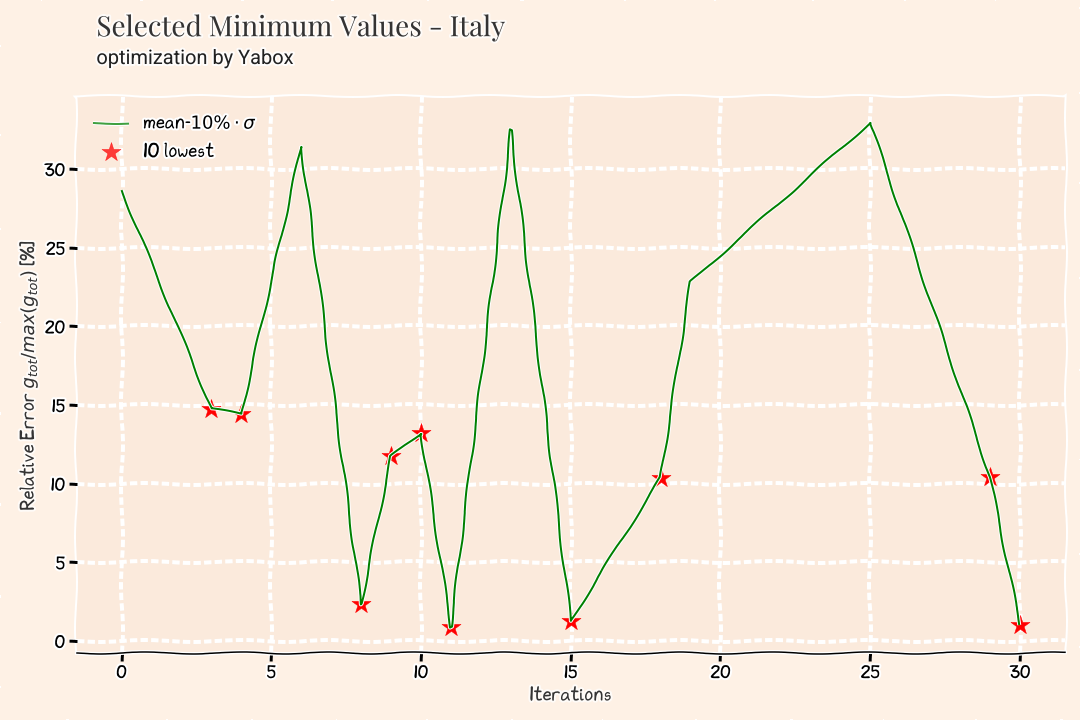 Selected Minimum Values - Italy
optimization by Yabox
mean-10% · σ
10 lowest
30
25
20
15
10
5
0
Relative Error g_tot/max(g_tot) [%]
0 5 10 15 20 25 30
Iterations